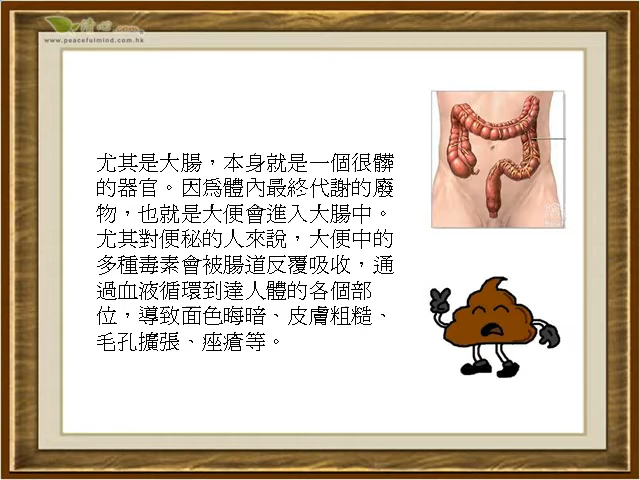 清心.com
www.peacefulmind.com.hk
尤其是大腸，本身就是一個很髒
的器官。因為體內最終代謝的廢
物，也就是大便會進入大腸中。
尤其對便秘的人來說，大便中的
多種毒素會被腸道反覆吸收，通
過血液循環到達人體的各個部
位，導致面色晦暗、皮膚粗糙、
毛孔擴張、痤瘡等。